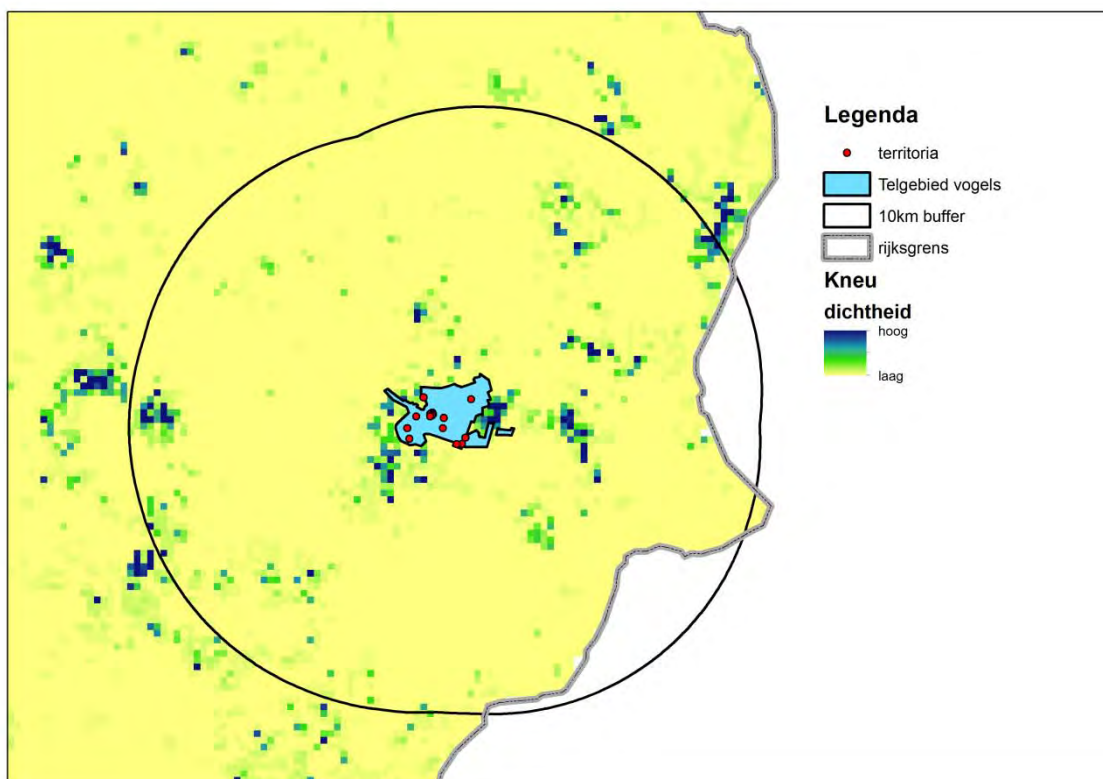 Legenda
territoria
Telgebied vogels
10km buffer
rijksgrens
Kneu
dichtheid
hoog
laag